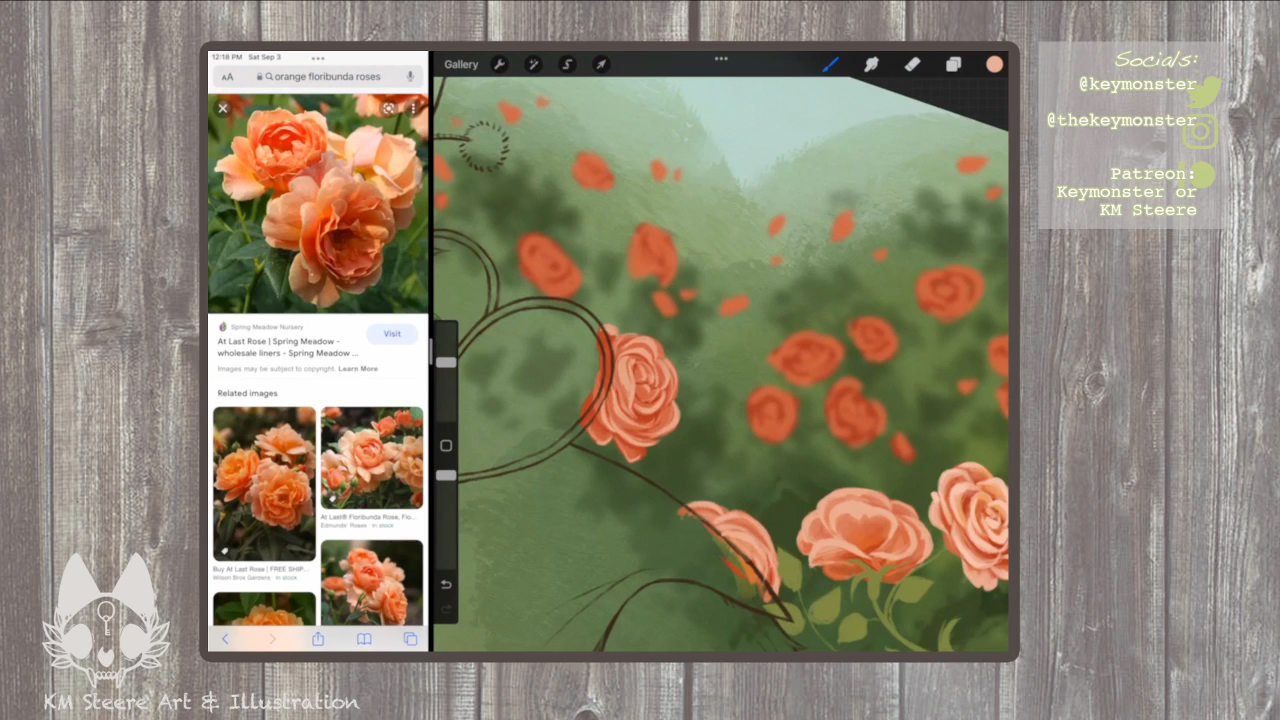 12:18 PM Sat Sep 3
AA orange floribunda roses
Spring Meadow Nursery
At Last Rose | Spring Meadow -
wholesale liners - Spring Meadow ...
Visit
Images may be subject to copyright. Learn More
Related images
At Last® Floribunda Rose, Flo...
Edmunds' Roses · In stock
Buy At Last Rose | FREE SHIP...
Wilson Bros Gardens · In stock
Gallery
Socials:
@keymonster
@thekeymonster
Patreon:
Keymonster or
KM Steere
KM Steere Art & Illustration